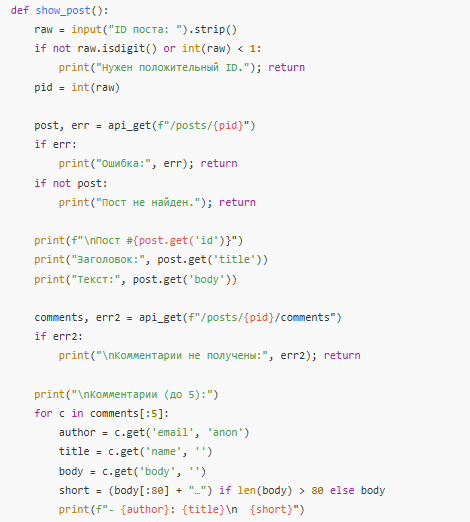 def show_post():
    raw = input("ID поста: ").strip()
    if not raw.isdigit() or int(raw) < 1:
        print("Нужен положительный ID."); return
    pid = int(raw)

    post, err = api_get(f"/posts/{pid}")
    if err:
        print("Ошибка:", err); return
    if not post:
        print("Пост не найден."); return

    print(f"\nПост #{post.get('id')}")
    print("Заголовок:", post.get('title'))
    print("Текст:", post.get('body'))

    comments, err2 = api_get(f"/posts/{pid}/comments")
    if err2:
        print("\nКомментарии не получены:", err2); return

    print("\nКомментарии (до 5):")
    for c in comments[:5]:
        author = c.get('email', 'anon')
        title = c.get('name', '')
        body = c.get('body', '')
        short = (body[:80] + "…") if len(body) > 80 else body
        print(f"- {author}: {title}\n  {short}")